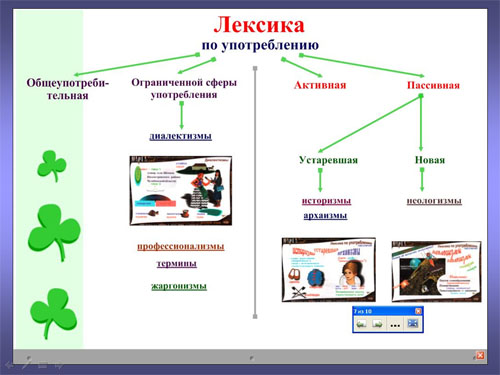 Лексика
по употреблению
Общеупотреби-
тельная
Ограниченной сферы
употребления
Активная
Пассивная
диалектизмы
Устаревшая
Новая
историзмы
архаизмы
неологизмы
профессионализмы
термины
жаргонизмы
7 из 10